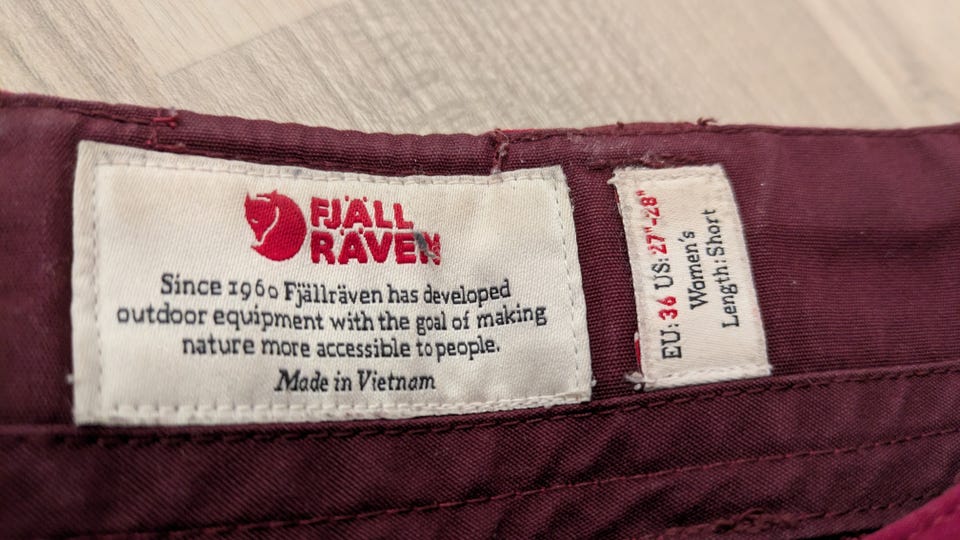 FJÄLL
RÄVEN
Since 1960 Fjällräven has developed
outdoor equipment with the goal of making
nature more accessible to people.
Made in Vietnam
EU: 36 US: 27"-28"
Women's
Length: Short